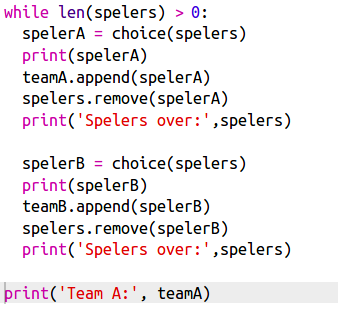 while len(spelers) > 0:
  spelerA = choice(spelers)
  print(spelerA)
  teamA.append(spelerA)
  spelers.remove(spelerA)
  print('Spelers over:',spelers)

  spelerB = choice(spelers)
  print(spelerB)
  teamB.append(spelerB)
  spelers.remove(spelerB)
  print('Spelers over:',spelers)

print('Team A:', teamA)